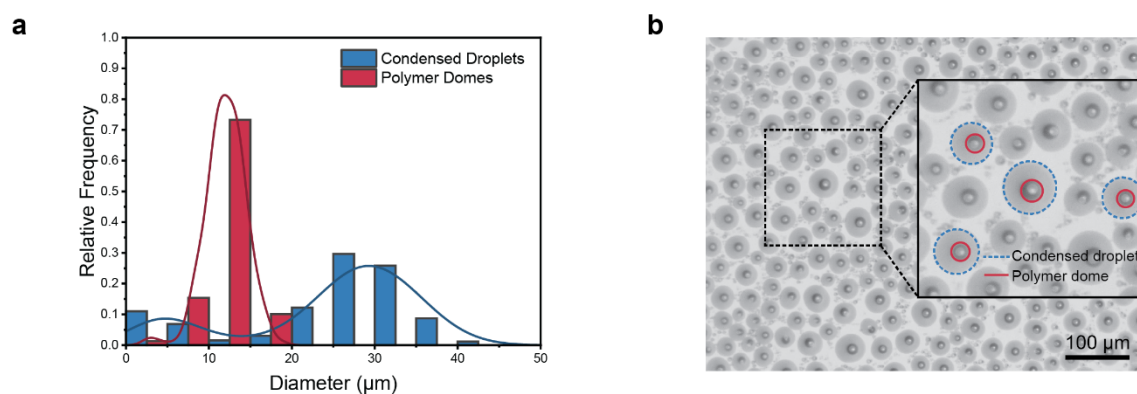 a
1.0
0.9
0.8
0.7
0.6
0.5
0.4
0.3
0.2
0.1
0.0
Relative Frequency
Condensed Droplets
Polymer Domes
0
10
20
30
40
50
Diameter (µm)
b
Condensed droplet
Polymer dome
100 µm